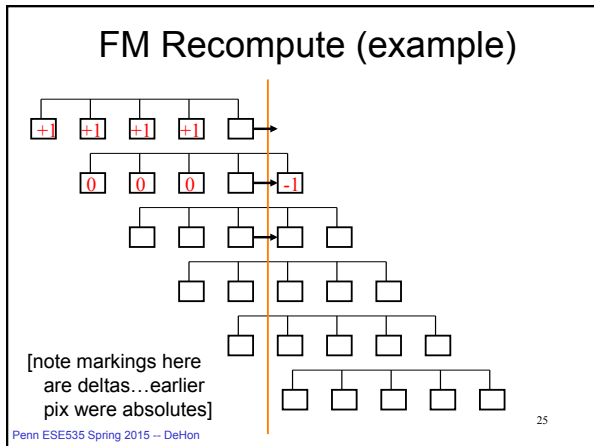 FM Recompute (example)
+1 +1 +1 +1
0 0 0 -1
[note markings here
are deltas…earlier
pix were absolutes]
25
Penn ESE535 Spring 2015 -- DeHon